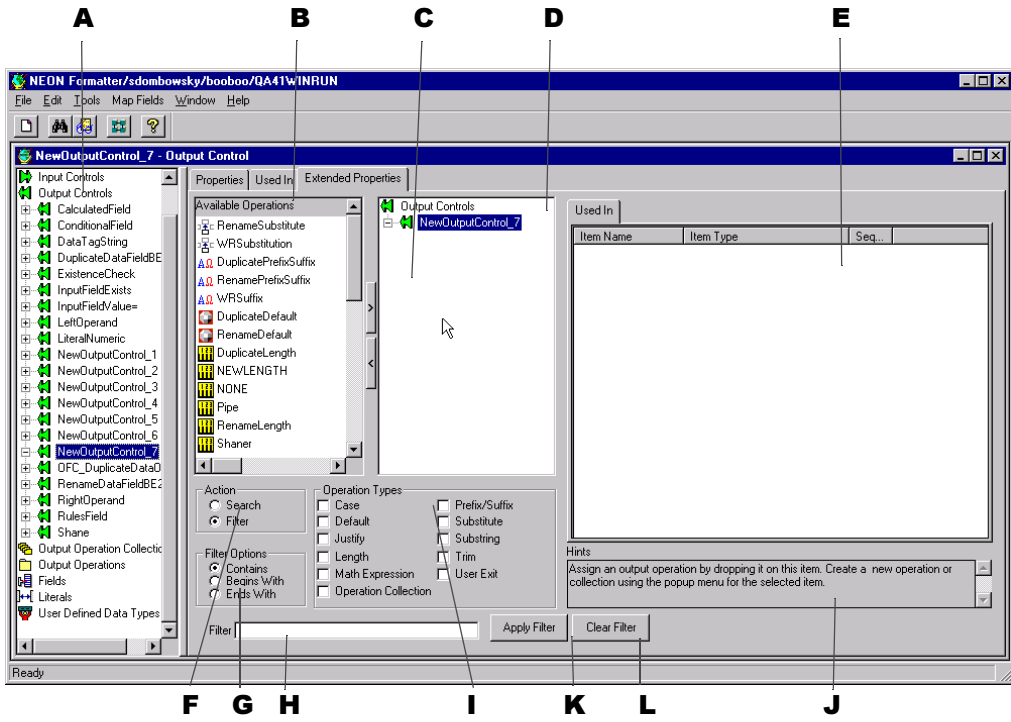 A B C D E
NEON Formatter/sdombowsky/booboo/QA41WINRUN
File Edit Tools Map Fields Window Help
NewOutputControl_7 - Output Control
Input Controls
Output Controls
CalculatedField
ConditionalField
DataTagString
DuplicateDataFieldBE
ExistenceCheck
InputFieldExists
InputFieldValue=
LeftOperand
LiteralNumeric
NewOutputControl_1
NewOutputControl_2
NewOutputControl_3
NewOutputControl_4
NewOutputControl_5
NewOutputControl_6
NewOutputControl_7
OFC_DuplicateDataO
RenameDataFieldBE2
RightOperand
RulesField
Shane
Output Operation Collectic
Output Operations
Fields
Literals
User Defined Data Types
Properties Used In Extended Properties
Available Operations
RenameSubstitute
WRSubstitution
DuplicatePrefixSuffix
RenamePrefixSuffix
WRSuffix
DuplicateDefault
RenameDefault
DuplicateLength
NEWLENGTH
NONE
Pipe
RenameLength
Shaner
>
<
Output Controls
NewOutputControl_7
Used In
Item Name Item Type Seq...
Action
Search
Filter
Filter Options
Contains
Begins With
Ends With
Operation Types
Case
Default
Justify
Length
Math Expression
Operation Collection
Prefix/Suffix
Substitute
Substring
Trim
User Exit
Hints
Assign an output operation by dropping it on this item. Create a new operation or
collection using the popup menu for the selected item.
Filter Apply Filter Clear Filter
Ready
F G H I K L J